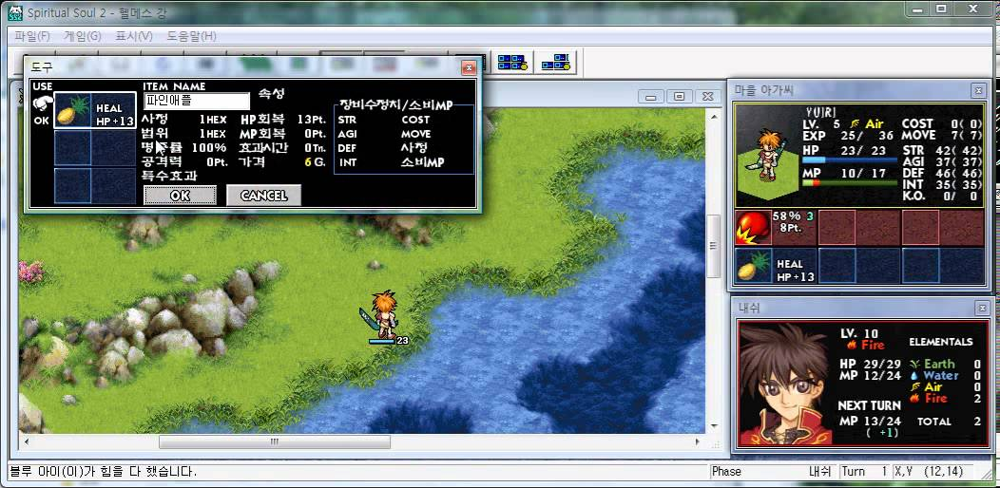 Spiritual Soul 2 - 헬메스 강
파일(F) 게임(G) 표시(V) 도움말(H)
도구
USE
OK
HEAL
HP+13
ITEM NAME
파인애플
속성
사정 1HEX HP회복 13Pt.
범위 1HEX MP회복 0Pt.
100% 효과시간 0Tn.
공격력 0Pt. 가격 6G.
특수효과
장비수정치/소비MP
STR COST
AGI MOVE
DEF 사정
INT 소비MP
OK CANCEL
23
마을 아가씨
YURI
LV. 5 Air
EXP 25/ 36
HP 23/ 23
MP 10/ 17
COST 0( 0)
MOVE 7( 7)
STR 42( 42)
AGI 37( 37)
DEF 46( 46)
INT 35( 35)
K.O. 0/ 0
58% 3
8Pt.
HEAL
HP+13
내쉬
LV. 10
Fire
HP 29/29
MP 12/24
NEXT TURN
MP 13/24
( +1)
ELEMENTALS
Earth 0
Water 0
Air 0
Fire 2
TOTAL 2
블루 아이(이)가 힘을 다 했습니다.
Phase 내쉬 Turn 1 X,Y (12,14)